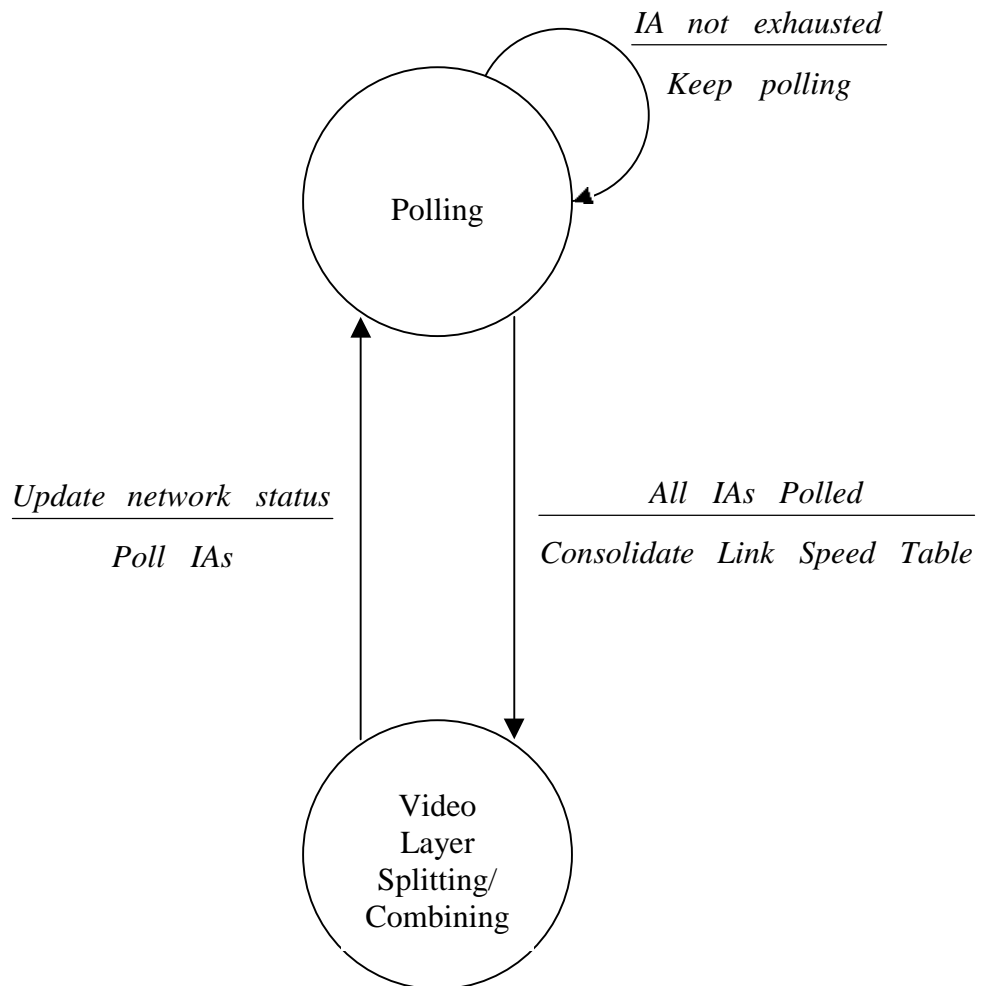 IA not exhausted
Keep polling
Polling
Update network status
Poll IAs
All IAs Polled
Consolidate Link Speed Table
Video
Layer
Splitting/
Combining